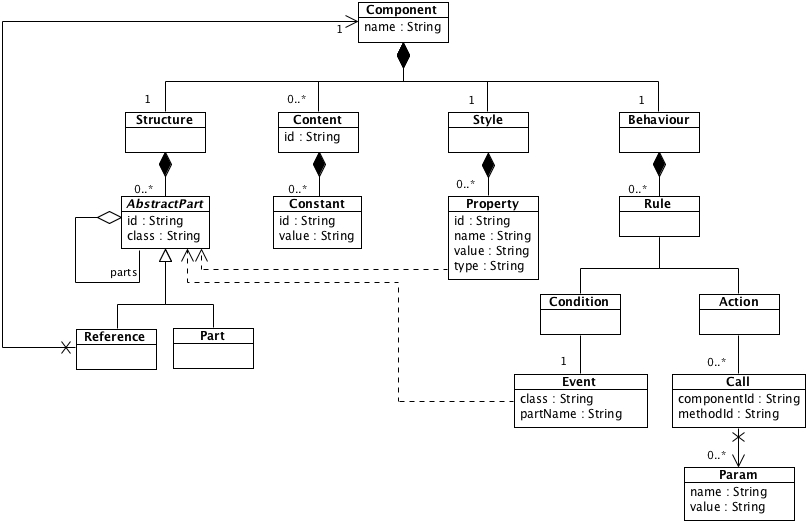 Component
name : String
1
1
0..*
1
1
Structure
Content
id : String
Style
Behaviour
0..*
0..*
0..*
0..*
AbstractPart
id : String
class : String
Constant
id : String
value : String
Property
id : String
name : String
value : String
type : String
Rule
parts
Reference
Part
Condition
Action
1
0..*
Event
class : String
partName : String
Call
componentId : String
methodId : String
0..*
Param
name : String
value : String